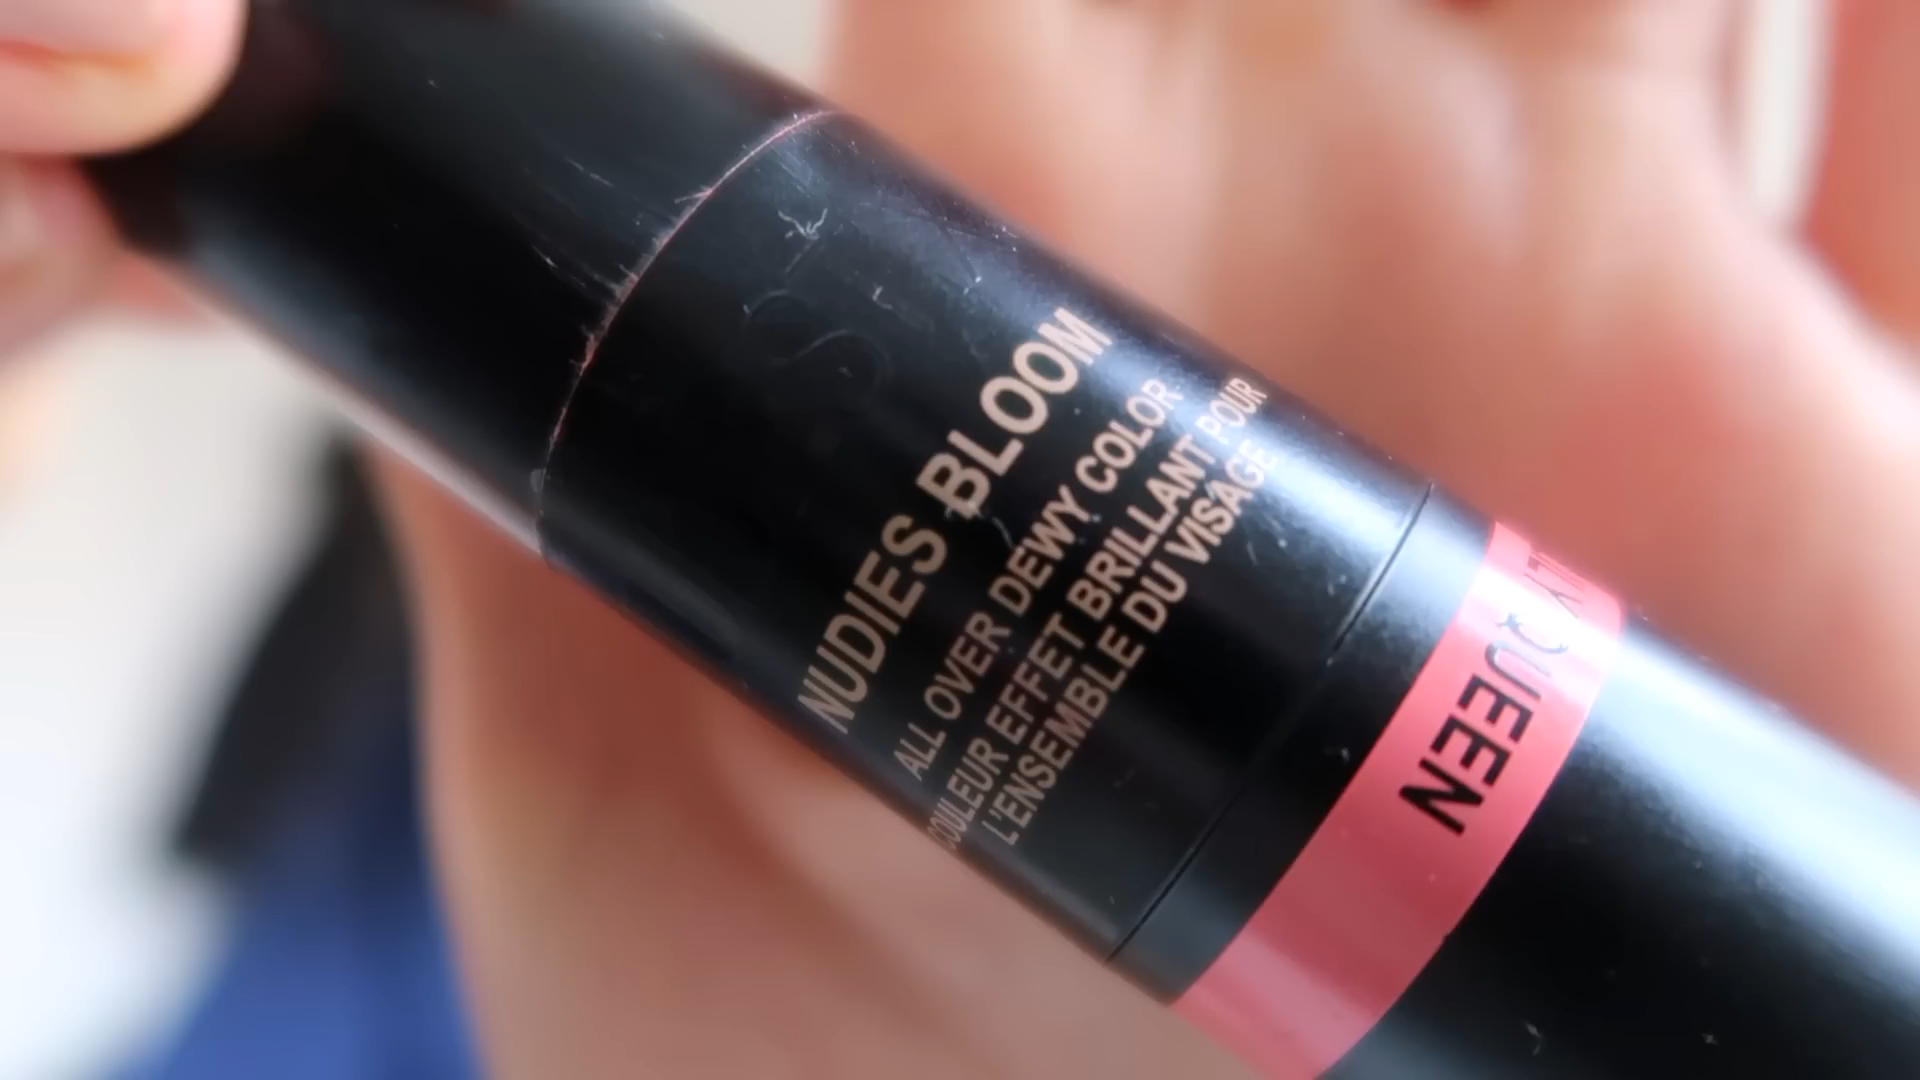 NUDIES BLOOM
ALL OVER DEWY COLOR
COULEUR EFFET BRILLANT POUR
L'ENSEMBLE DU VISAGE
QUEEN